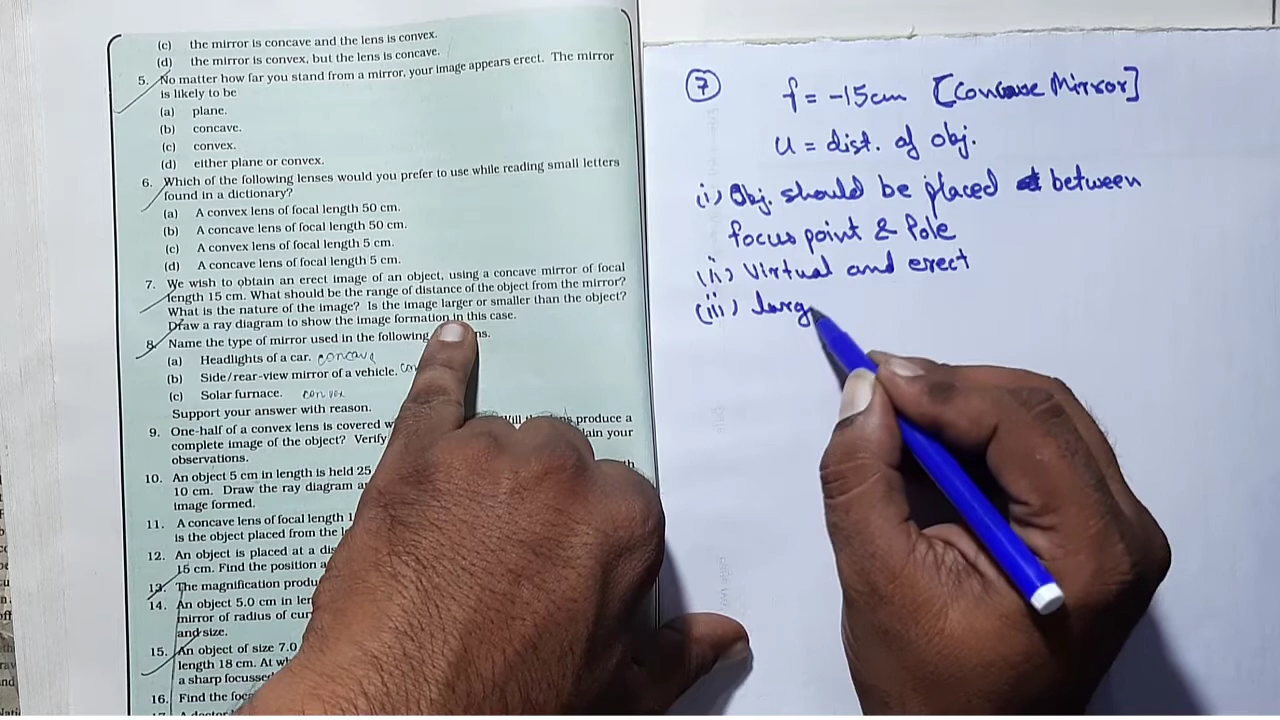 (c) the mirror is concave and the lens is convex.
(d) the mirror is convex, but the lens is concave.
5. No matter how far you stand from a mirror, your image appears erect. The mirror
is likely to be
(a) plane.
(b) concave.
(c) convex.
(d) either plane or convex.
6. Which of the following lenses would you prefer to use while reading small letters
found in a dictionary?
(a) A convex lens of focal length 50 cm.
(b) A concave lens of focal length 50 cm.
(c) A convex lens of focal length 5 cm.
(d) A concave lens of focal length 5 cm.
7. We wish to obtain an erect image of an object, using a concave mirror of focal
length 15 cm. What should be the range of distance of the object from the mirror?
What is the nature of the image? Is the image larger or smaller than the object?
Draw a ray diagram to show the image formation in this case.
8. Name the type of mirror used in the following
(a) Headlights of a car. concave
(b) Side/rear-view mirror of a vehicle.
(c) Solar furnace. convex
Support your answer with reason.
9. One-half of a convex lens is covered produce a
complete image of the object? Verify your
observations.
10. An object 5 cm in length is held 25
10 cm. Draw the ray diagram
image formed.
11. A concave lens of focal length
is the object placed from the
12. An object is placed at a
15 cm. Find the position
13. The magnification
14. An object 5.0 cm in
mirror of radius of
and size.
15. An object of size 7.0
length 18 cm. At
a sharp
16. Find the
7 f = -15cm [Concave Mirror]
u = dist. of obj.
(i) Obj. should be placed between
focus point & Pole
(ii) Virtual and erect
(iii) larg